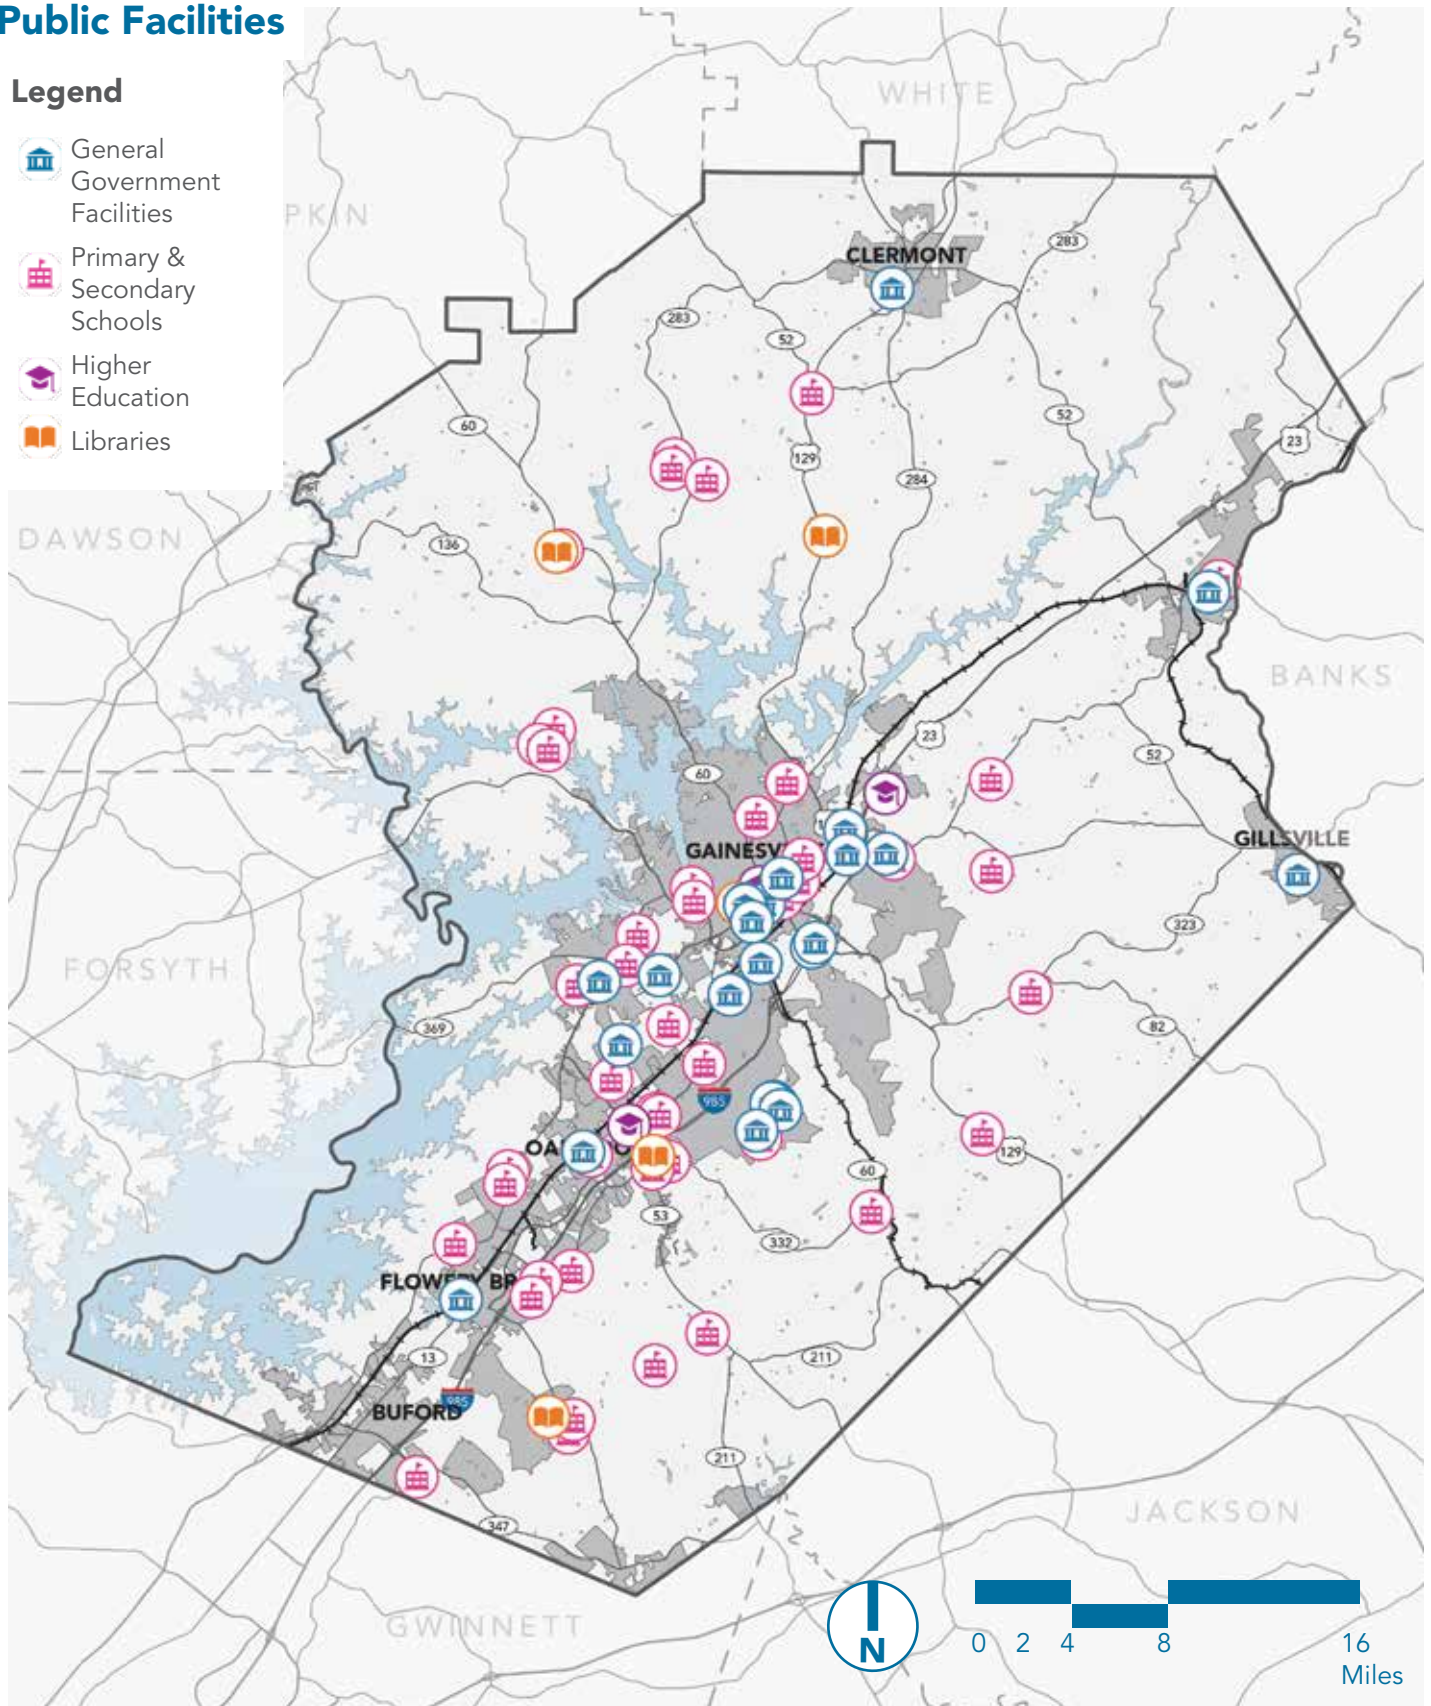 Public Facilities
Legend
General
Government
Facilities
Primary &
Secondary
Schools
Higher
Education
Libraries
WHITE
PKIN
CLERMONT
283
283
52
60
52
23
129
284
DAWSON
136
BANKS
23
52
60
GAINESV
GILLSVILLE
323
FORSYTH
369
82
985
OA
O
129
60
53
332
FLOWERY BR
13
211
985
BUFORD
211
347
JACKSON
GWINNETT
N
0 2 4 8 16
Miles